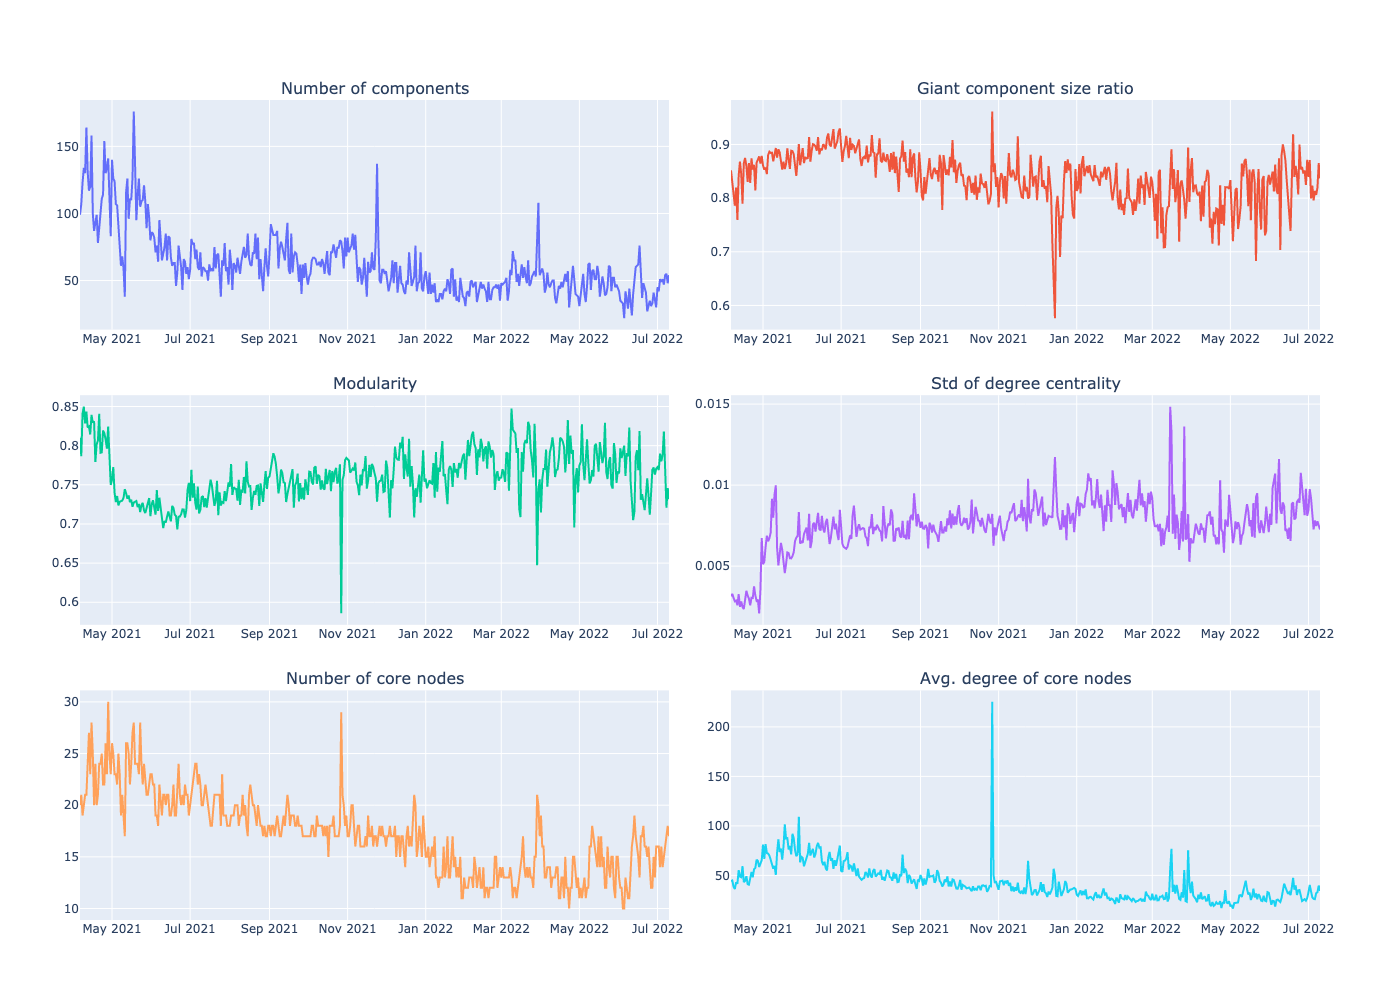 Number of components
Giant component size ratio
150
100
50
May 2021 Jul 2021 Sep 2021 Nov 2021 Jan 2022 Mar 2022 May 2022 Jul 2022
0.9
0.8
0.7
0.6
May 2021 Jul 2021 Sep 2021 Nov 2021 Jan 2022 Mar 2022 May 2022 Jul 2022
Modularity
Std of degree centrality
0.85
0.8
0.75
0.7
0.65
0.6
May 2021 Jul 2021 Sep 2021 Nov 2021 Jan 2022 Mar 2022 May 2022 Jul 2022
0.015
0.01
0.005
May 2021 Jul 2021 Sep 2021 Nov 2021 Jan 2022 Mar 2022 May 2022 Jul 2022
Number of core nodes
Avg. degree of core nodes
30
25
20
15
10
May 2021 Jul 2021 Sep 2021 Nov 2021 Jan 2022 Mar 2022 May 2022 Jul 2022
200
150
100
50
May 2021 Jul 2021 Sep 2021 Nov 2021 Jan 2022 Mar 2022 May 2022 Jul 2022